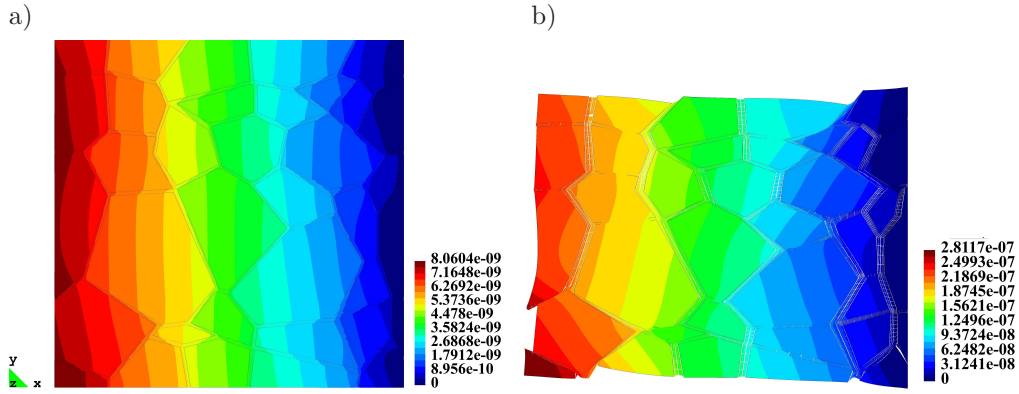 a)
b)
8.0604e-09
7.1648e-09
6.2692e-09
5.3736e-09
4.478e-09
3.5824e-09
2.6868e-09
1.7912e-09
8.956e-10
0
y
z x
2.8117e-07
2.4993e-07
2.1869e-07
1.8745e-07
1.5621e-07
1.2496e-07
9.3724e-08
6.2482e-08
3.1241e-08
0